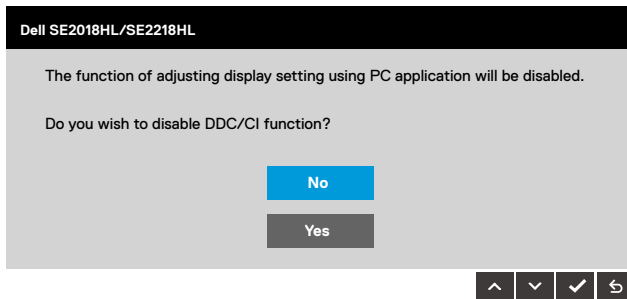 Dell SE2018HL/SE2218HL
The function of adjusting display setting using PC application will be disabled.
Do you wish to disable DDC/CI function?
No
Yes